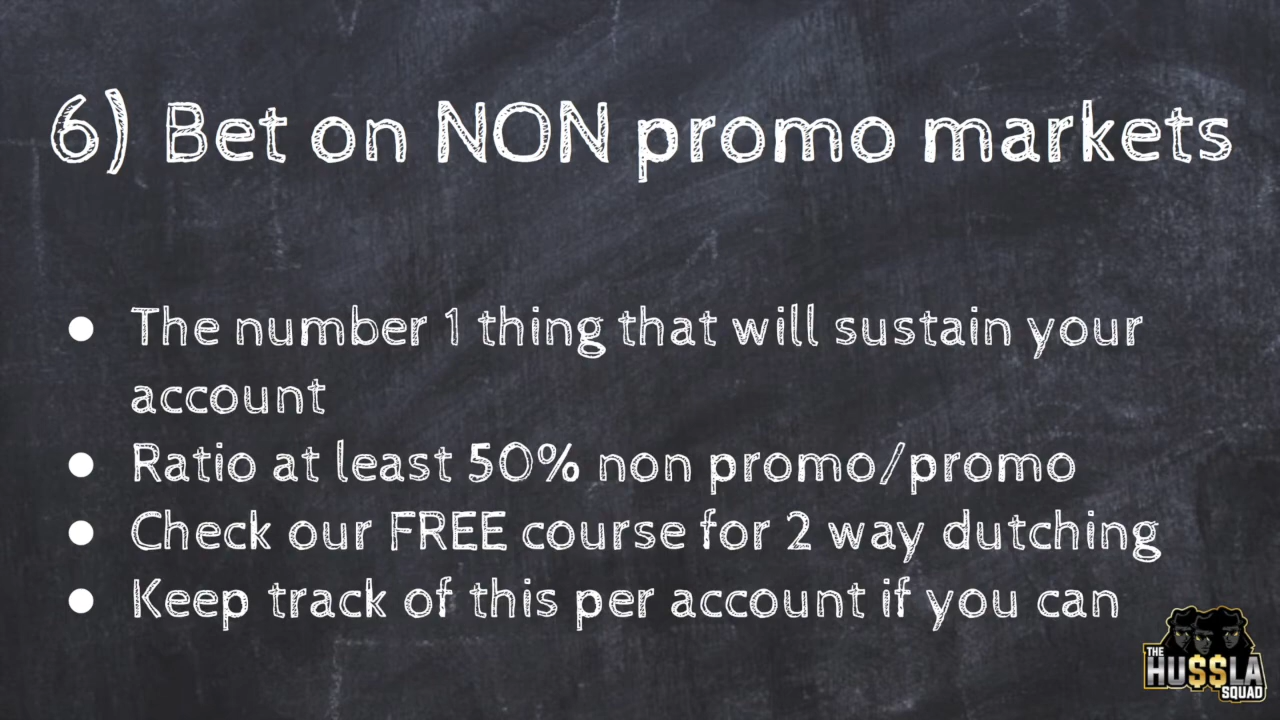 6) Bet on NON promo markets
● The number 1 thing that will sustain your
account
● Ratio at least 50% non promo/promo
● Check our FREE course for 2 way dutching
● Keep track of this per account if you can
THE
HU$$LA
SQUAD